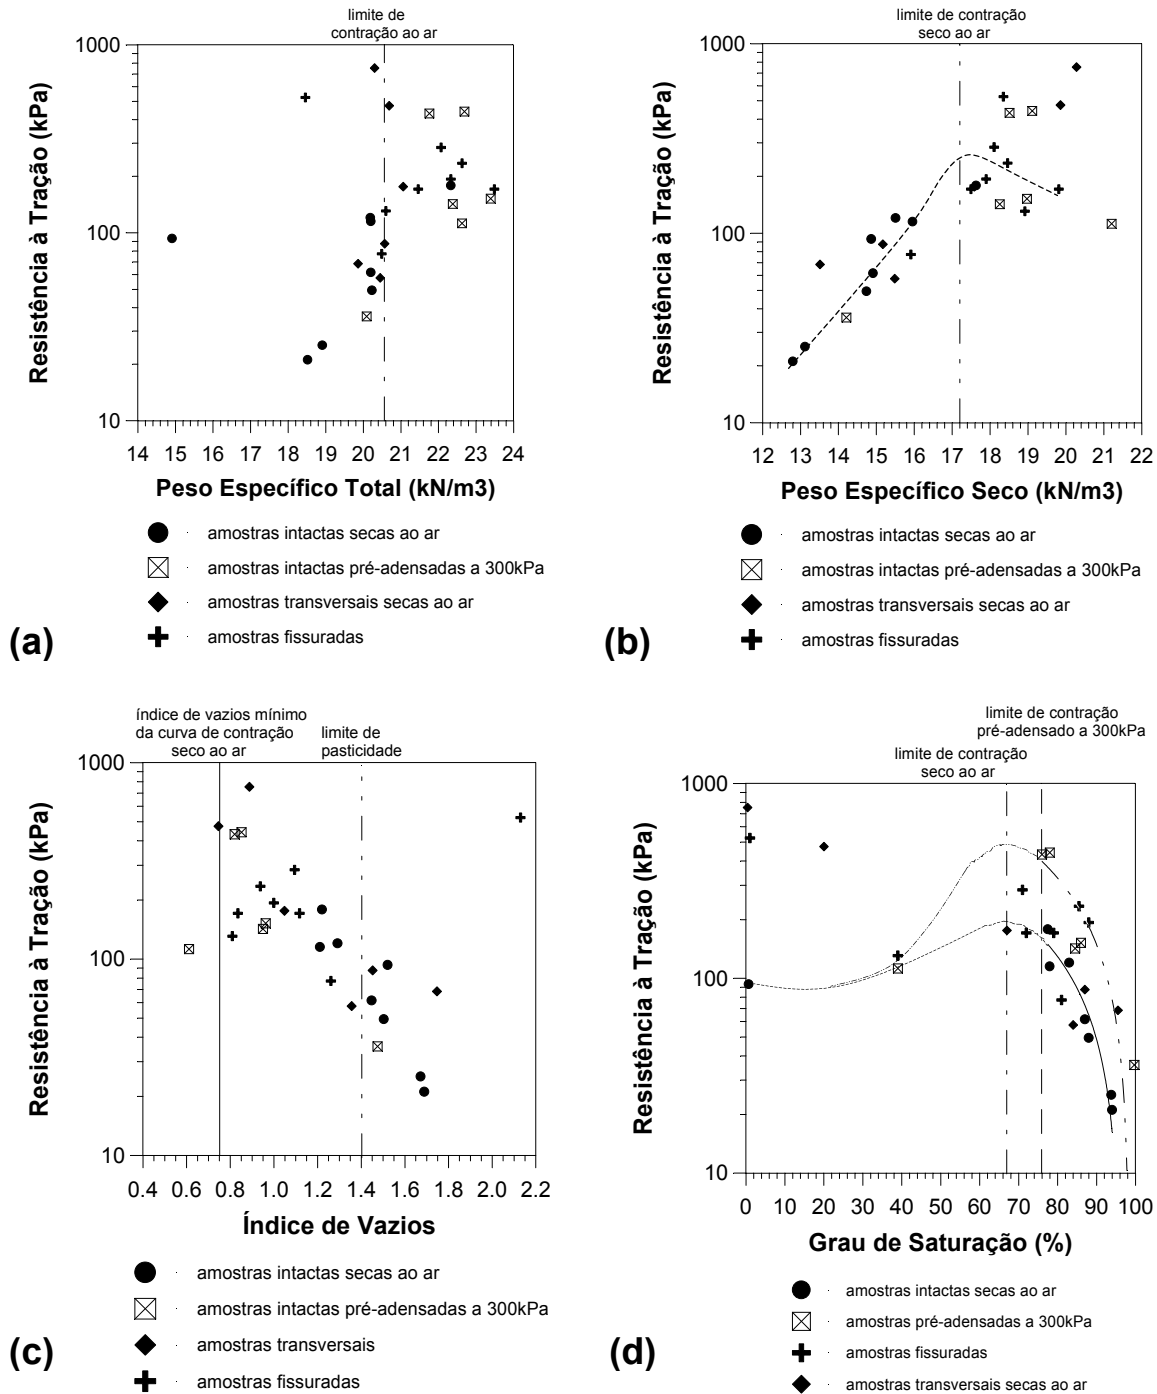 limite de
contração ao ar
1000
100
10
Resistência à Tração (kPa)
14 15 16 17 18 19 20 21 22 23 24
Peso Específico Total (kN/m3)
amostras intactas secas ao ar
amostras intactas pré-adensadas a 300kPa
amostras transversais secas ao ar
amostras fissuradas
(a)
limite de contração
seco ao ar
1000
100
10
Resistência à Tração (kPa)
12 13 14 15 16 17 18 19 20 21 22
Peso Específico Seco (kN/m3)
amostras intactas secas ao ar
amostras intactas pré-adensadas a 300kPa
amostras transversais secas ao ar
amostras fissuradas
(b)
índice de vazios mínimo
da curva de contração
seco ao ar
limite de
pasticidade
1000
100
10
Resistência à Tração (kPa)
0.4 0.6 0.8 1.0 1.2 1.4 1.6 1.8 2.0 2.2
Índice de Vazios
amostras intactas secas ao ar
amostras intactas pré-adensadas a 300kPa
amostras transversais
amostras fissuradas
(c)
limite de contração
pré-adensado a 300kPa
limite de contração
seco ao ar
1000
100
10
Resistência à Tração (kPa)
0 10 20 30 40 50 60 70 80 90 100
Grau de Saturação (%)
amostras intactas secas ao ar
amostras pré-adensadas a 300kPa
amostras fissuradas
amostras transversais secas ao ar
(d)